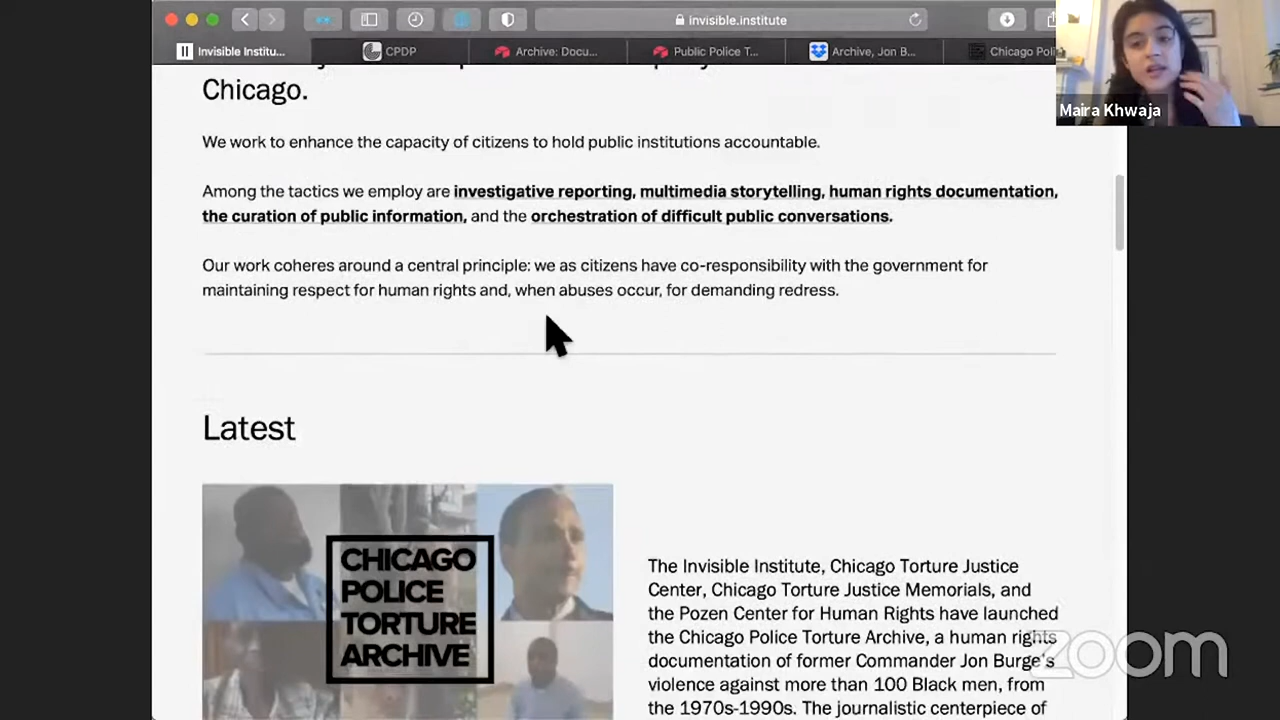 invisible.institute
Invisible Institu...
CPDP
Archive: Docu...
Public Police T...
Archive, Jon B...
Chicago Poli
Maira Khwaja
Chicago.
We work to enhance the capacity of citizens to hold public institutions accountable.
Among the tactics we employ are investigative reporting, multimedia storytelling, human rights documentation,
the curation of public information, and the orchestration of difficult public conversations.
Our work coheres around a central principle: we as citizens have co-responsibility with the government for
maintaining respect for human rights and, when abuses occur, for demanding redress.
Latest
CHICAGO
POLICE
TORTURE
ARCHIVE
The Invisible Institute, Chicago Torture Justice
Center, Chicago Torture Justice Memorials, and
the Pozen Center for Human Rights have launched
the Chicago Police Torture Archive, a human rights
documentation of former Commander Jon Burge's
violence against more than 100 Black men, from
the 1970s-1990s. The journalistic centerpiece of
zoom